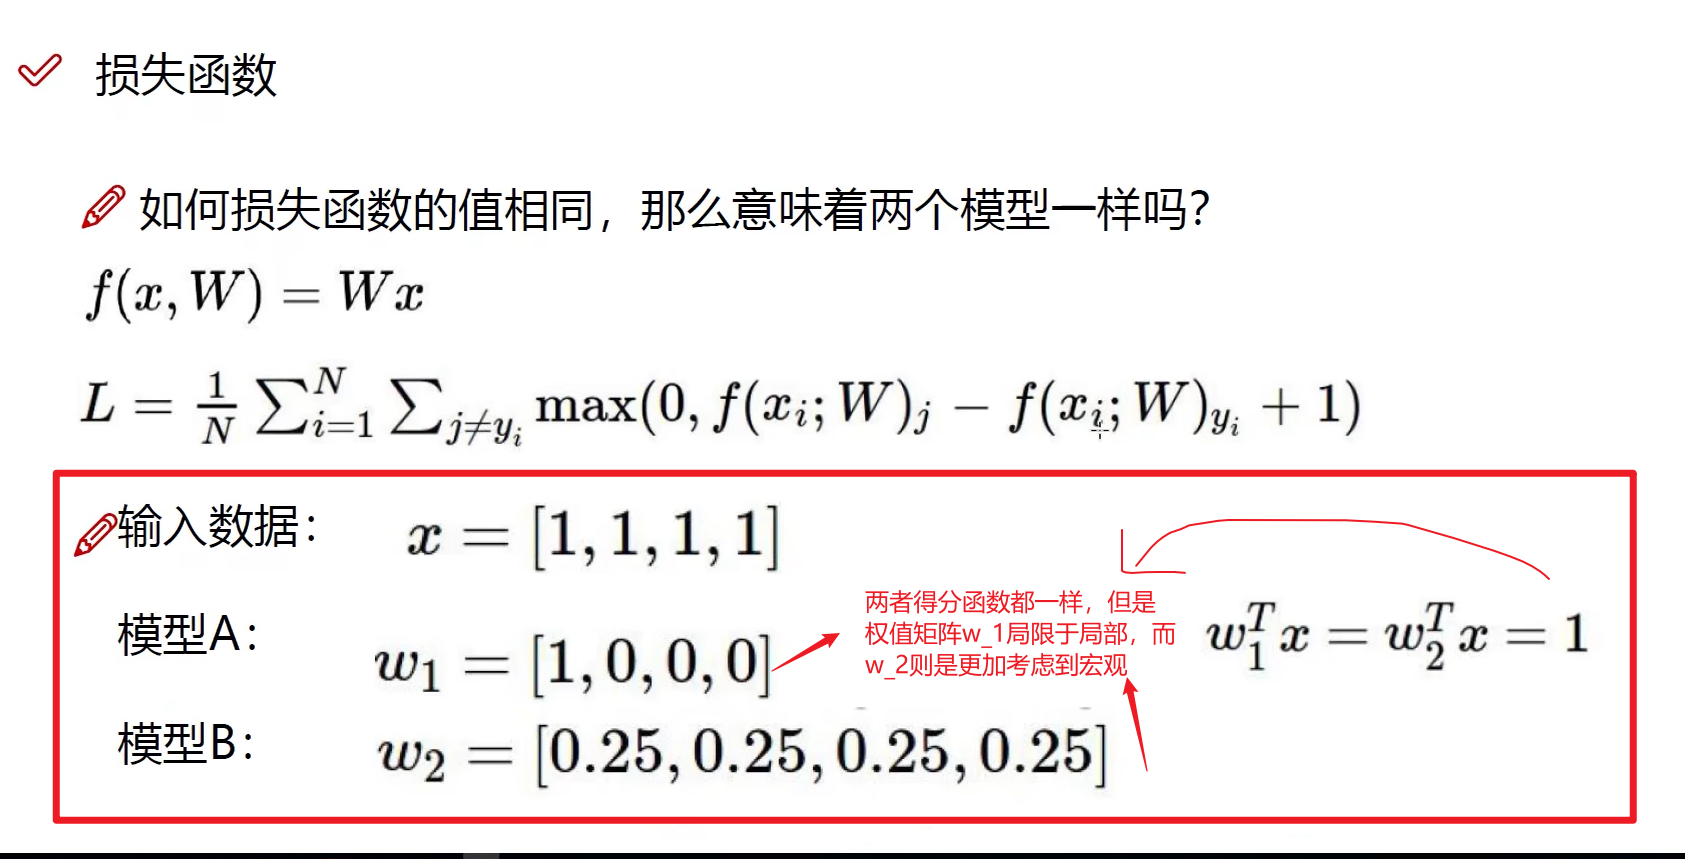 损失函数
如何损失函数的值相同，那么意味着两个模型一样吗？
f(x, W) = Wx
L = \frac{1}{N} \sum_{i=1}^{N} \sum_{j \neq y_i} \max(0, f(x_i; W)_j - f(x_i; W)_{y_i} + 1)
输入数据： x = [1, 1, 1, 1]
两者得分函数都一样，但是
权值矩阵w_1局限于局部，而
w_2则是更加考虑到宏观
w_1^T x = w_2^T x = 1
模型A： w_1 = [1, 0, 0, 0]
模型B： w_2 = [0.25, 0.25, 0.25, 0.25]